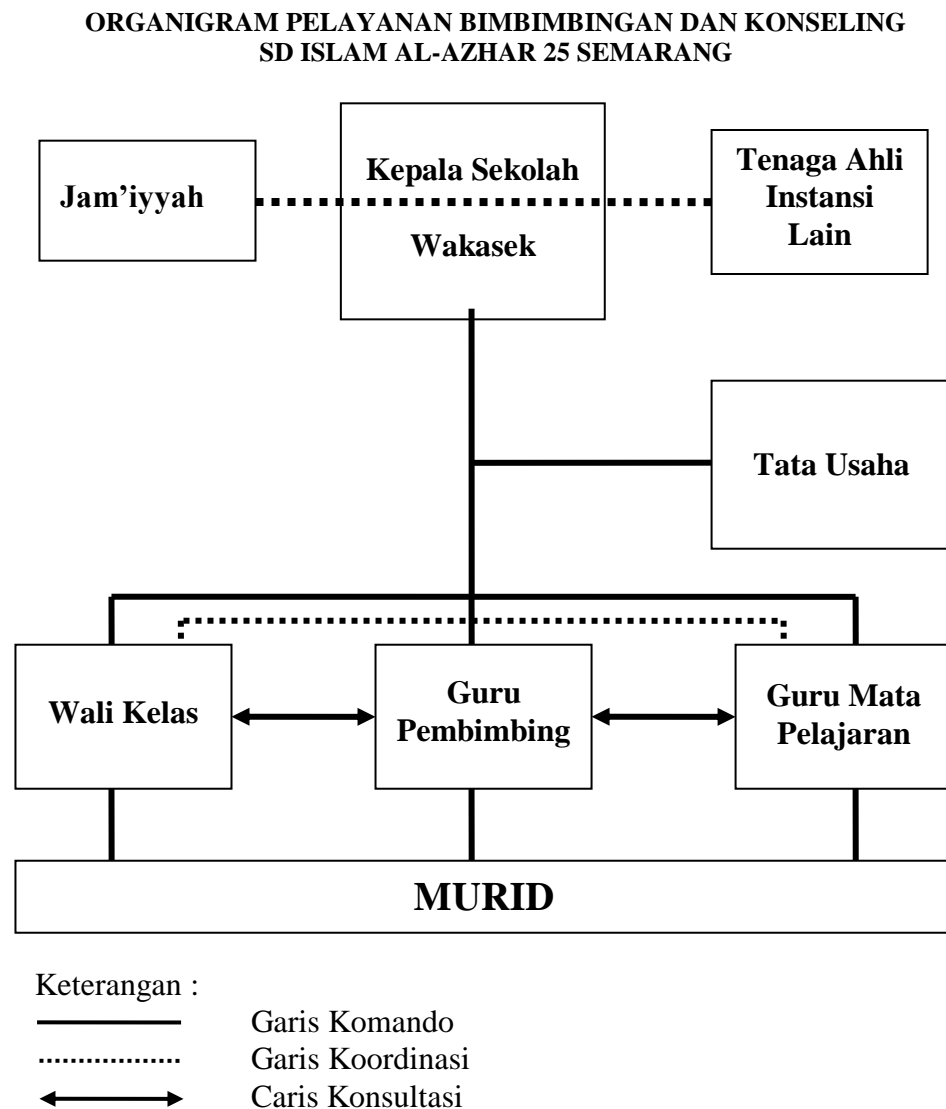 ORGANIGRAM PELAYANAN BIMBIMBINGAN DAN KONSELING
SD ISLAM AL-AZHAR 25 SEMARANG
Jam’iyyah
Kepala Sekolah
Wakasek
Tenaga Ahli
Instansi
Lain
Tata Usaha
Wali Kelas
Guru
Pembimbing
Guru Mata
Pelajaran
MURID
Keterangan :
Garis Komando
Garis Koordinasi
Caris Konsultasi